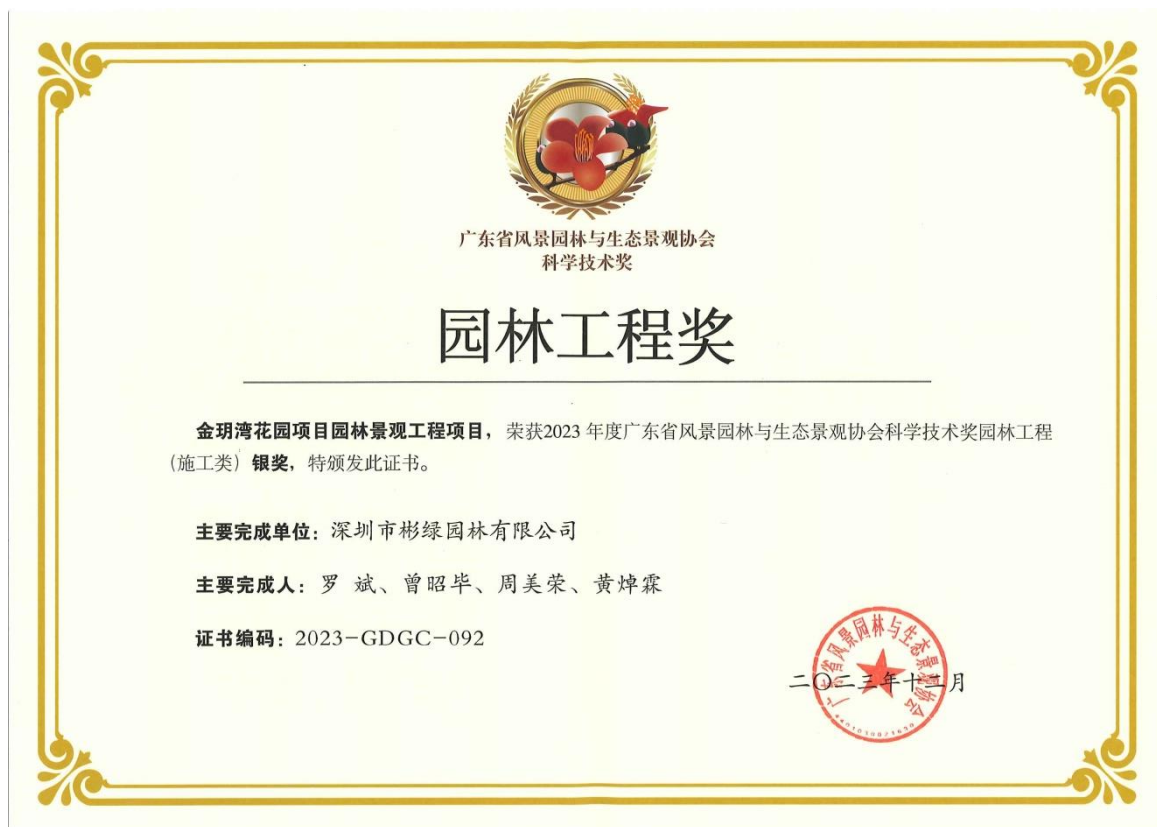 广东省风景园林与生态景观协会
科学技术奖
园林工程奖
金玥湾花园项目园林景观工程项目，荣获2023 年度广东省风景园林与生态景观协会科学技术奖园林工程
（施工类）银奖，特颁发此证书。
主要完成单位：深圳市彬绿园林有限公司
主要完成人：罗 斌、曾昭毕、周美荣、黄焯霖
证书编码：2023-GDGC-092
广东省风景园林与生态景观协会
二〇二三年十二月